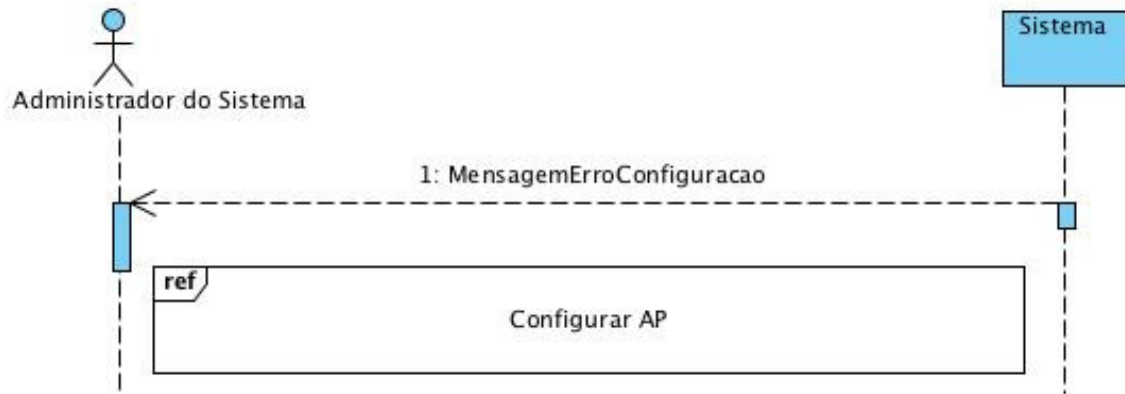 Sistema
Administrador do Sistema
1: MensagemErroConfiguracao
ref
Configurar AP